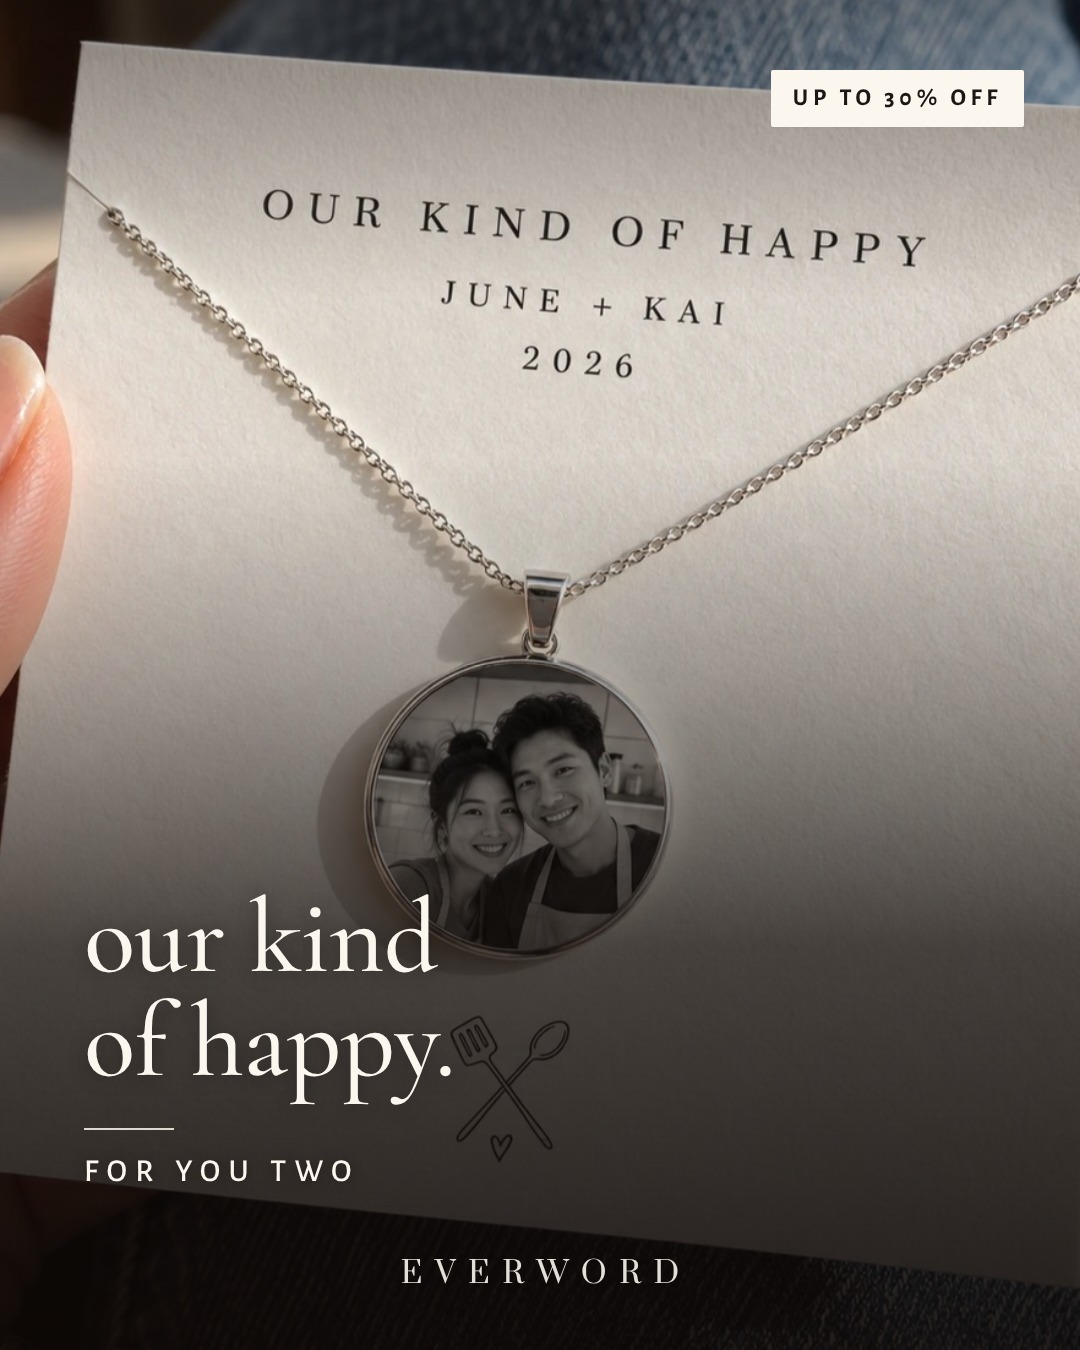 UP TO 30% OFF
OUR KIND OF HAPPY
JUNE + KAI
2026
our kind
of happy.
FOR YOU TWO
EVERWORD